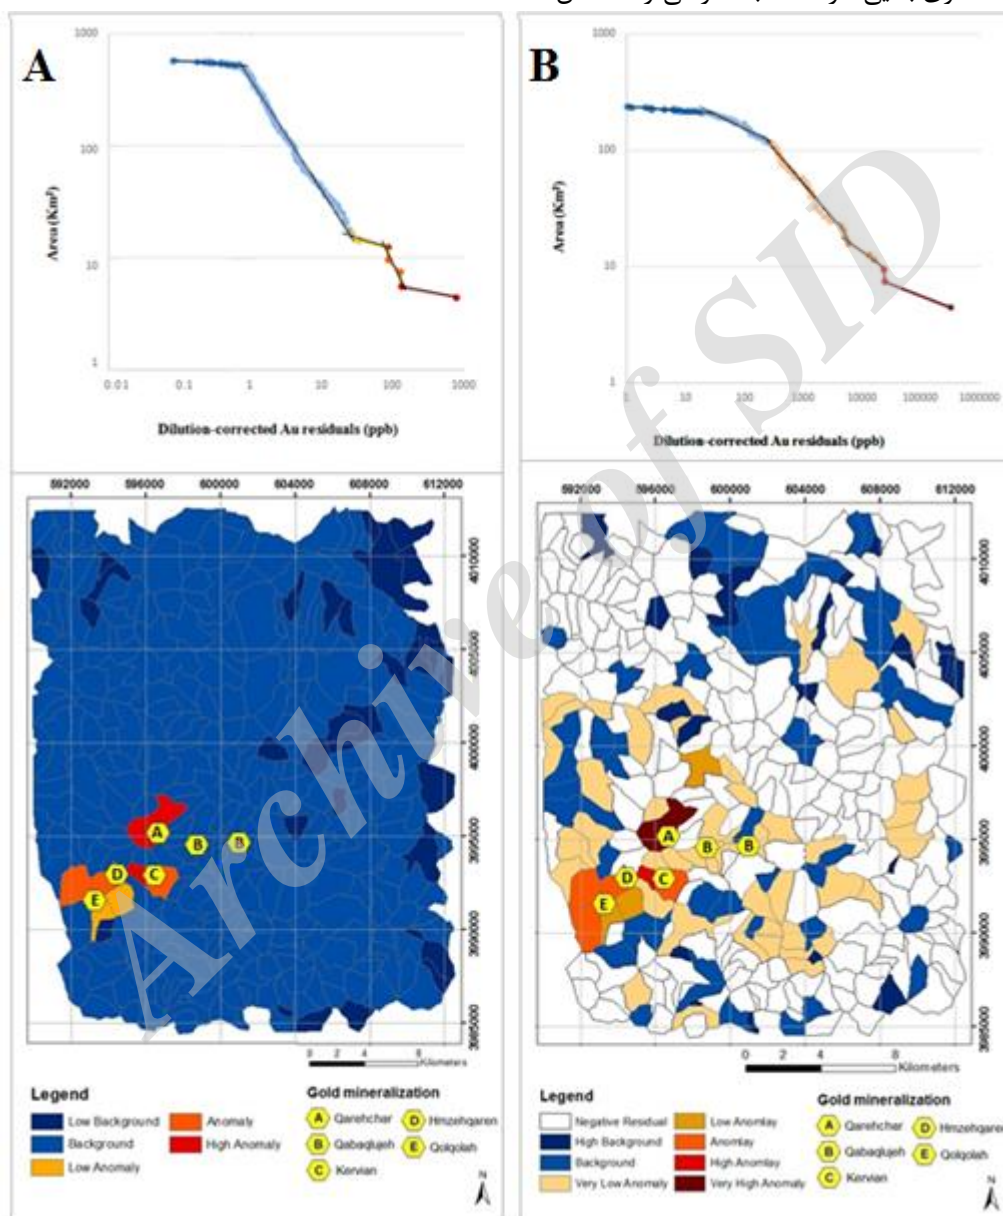 A
1000
100
10
1
Area (Km²)
0.01 0.1 1 10 100 1000
Dilution-corrected Au residuals (ppb)
B
1000
100
10
1
Area (Km²)
1 10 100 1000 10000 100000 1000000
Dilution-corrected Au residuals (ppb)
592000 596000 600000 604000 608000 612000
4010000
4005000
4000000
3995000
3990000
3985000
A
B
B
D
C
E
0 2 4 8
Kilometers
Legend
Low Background
Background
Low Anomaly
Anomaly
High Anomaly
Gold mineralization
A Qarehchar
B Qabaqlujeh
C Kervian
D Hmzehqaren
E Qolqolah
N
592000 596000 600000 604000 608000 612000
4010000
4005000
4000000
3995000
3990000
3985000
A
B
B
D
C
E
0 2 4 8
Kilometers
Legend
Negative Residual
High Background
Background
Very Low Anomaly
Low Anomlay
Anomlay
High Anomlay
Very High Anomaly
Gold mineralization
A Qarehchar
B Qabaqlujeh
C Kervian
D Hmzehqaren
E Qolqolah
N
Archive of SID